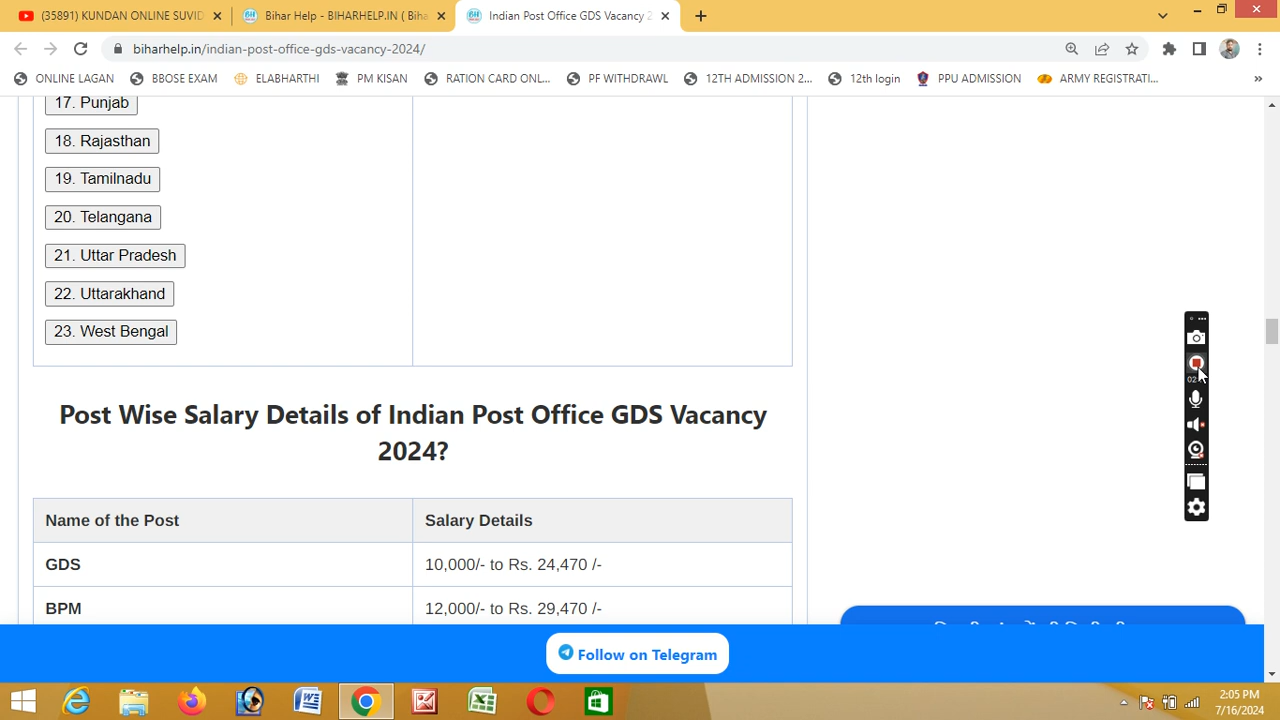 (35891) KUNDAN ONLINE SUVID
Bihar Help - BIHARHELP.IN ( Biha
Indian Post Office GDS Vacancy 2
biharhelp.in/indian-post-office-gds-vacancy-2024/
ONLINE LAGAN
BBOSE EXAM
ELABHARTHI
PM KISAN
RATION CARD ONL...
PF WITHDRAWL
12TH ADMISSION 2...
12th login
PPU ADMISSION
ARMY REGISTRATI...
17. Punjab
18. Rajasthan
19. Tamilnadu
20. Telangana
21. Uttar Pradesh
22. Uttarakhand
23. West Bengal
Post Wise Salary Details of Indian Post Office GDS Vacancy
2024?
Name of the Post
Salary Details
GDS
10,000/- to Rs. 24,470 /-
BPM
12,000/- to Rs. 29,470 /-
Follow on Telegram
2:05 PM
7/16/2024